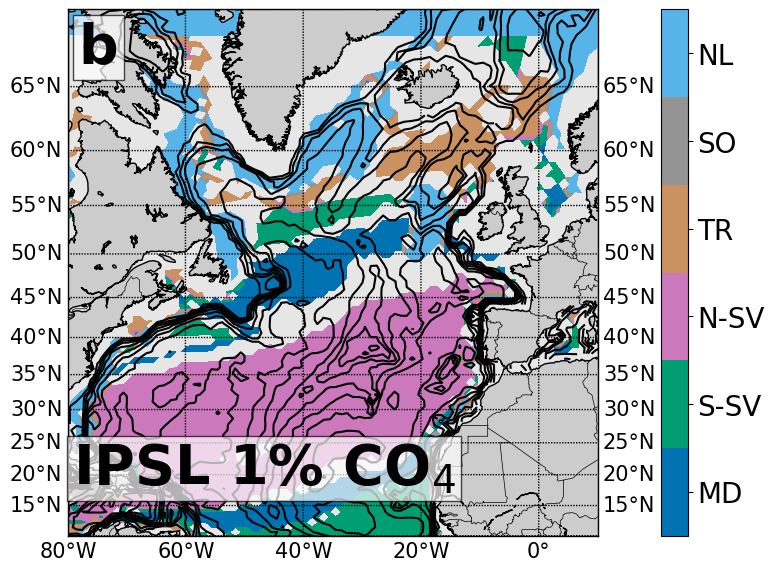 b
NL
65°N 65°N
SO
60°N 60°N
TR
55°N 55°N
50°N 50°N
45°N 45°N
N-SV
40°N 40°N
35°N 35°N
S-SV
30°N 30°N
25°N 25°N
IPSL 1% CO₄
20°N 20°N
MD
15°N 15°N
80°W 60°W 40°W 20°W 0°